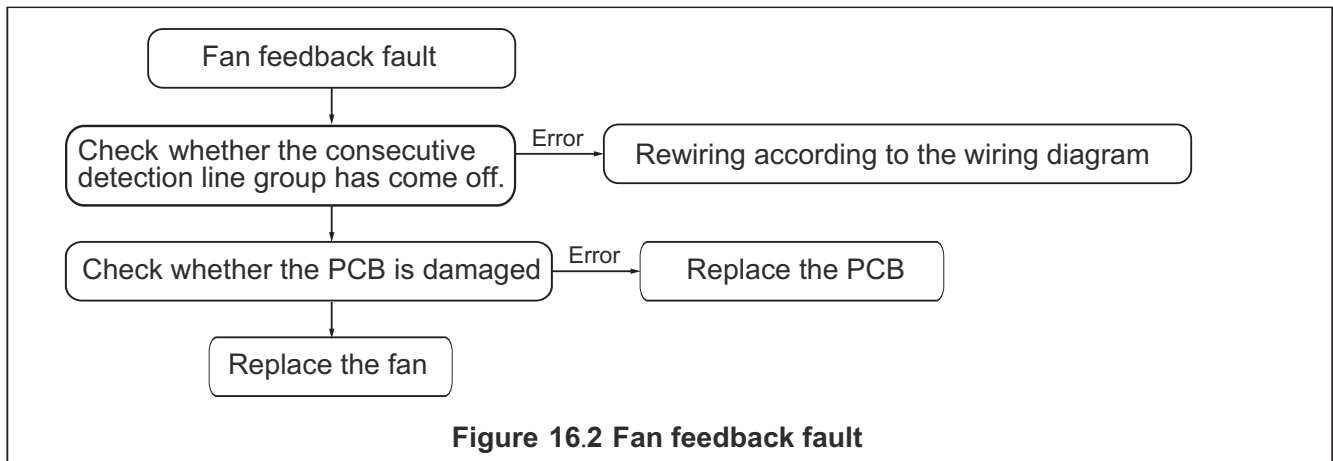 Fan feedback fault
Check whether the consecutive
detection line group has come off.
Error
Rewiring according to the wiring diagram
Check whether the PCB is damaged
Error
Replace the PCB
Replace the fan
Figure 16.2 Fan feedback fault